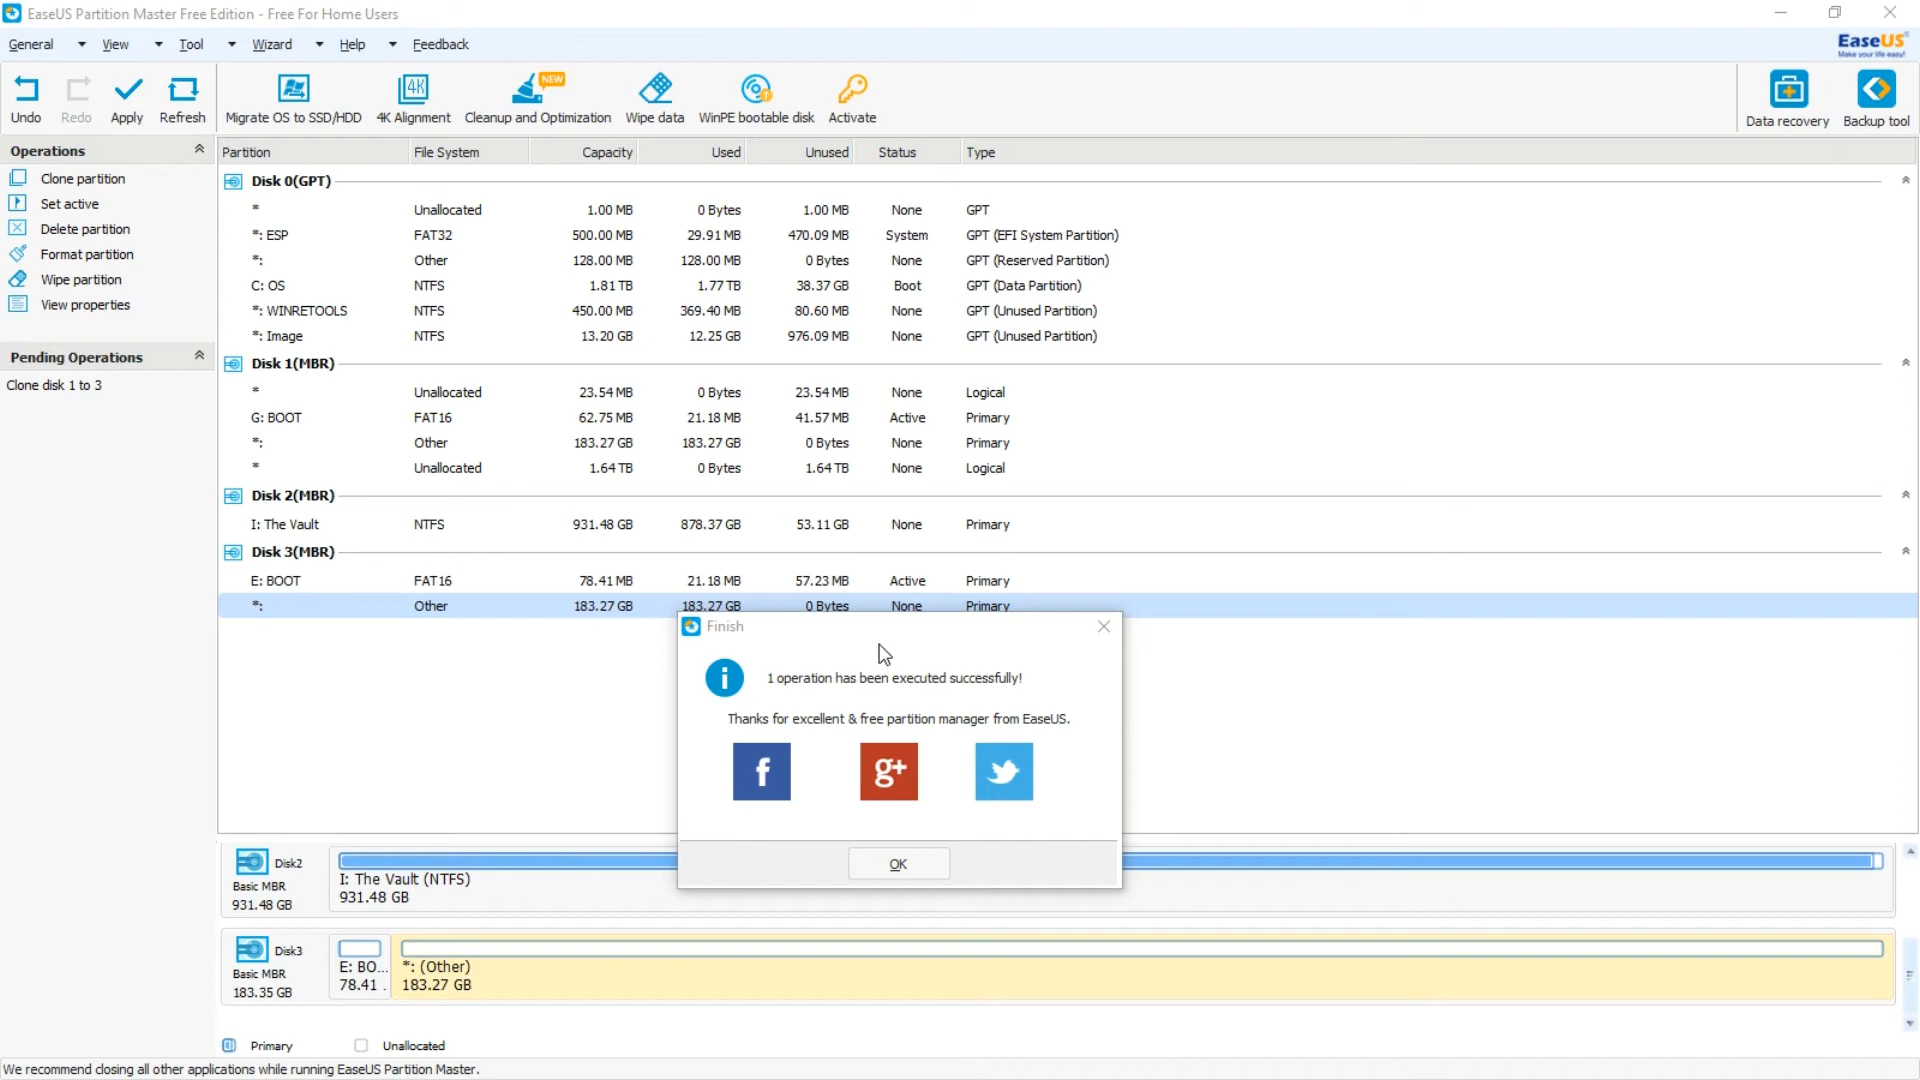 EaseUS Partition Master Free Edition - Free For Home Users
General View Tool Wizard Help Feedback
EaseUS®
Make your life easy!
Undo Redo Apply Refresh Migrate OS to SSD/HDD 4K 4K Alignment NEW Cleanup and Optimization Wipe data WinPE bootable disk Activate Data recovery Backup tool
Operations
Clone partition
Set active
Delete partition
Format partition
Wipe partition
View properties
Pending Operations
Clone disk 1 to 3
Partition File System Capacity Used Unused Status Type
Disk 0(GPT)
* Unallocated 1.00 MB 0 Bytes 1.00 MB None GPT
*: ESP FAT32 500.00 MB 29.91 MB 470.09 MB System GPT (EFI System Partition)
*: Other 128.00 MB 128.00 MB 0 Bytes None GPT (Reserved Partition)
C: OS NTFS 1.81 TB 1.77 TB 38.37 GB Boot GPT (Data Partition)
*: WINRETOOLS NTFS 450.00 MB 369.40 MB 80.60 MB None GPT (Unused Partition)
*: Image NTFS 13.20 GB 12.25 GB 976.09 MB None GPT (Unused Partition)
Disk 1(MBR)
* Unallocated 23.54 MB 0 Bytes 23.54 MB None Logical
G: BOOT FAT16 62.75 MB 21.18 MB 41.57 MB Active Primary
*: Other 183.27 GB 183.27 GB 0 Bytes None Primary
* Unallocated 1.64 TB 0 Bytes 1.64 TB None Logical
Disk 2(MBR)
I: The Vault NTFS 931.48 GB 878.37 GB 53.11 GB None Primary
Disk 3(MBR)
E: BOOT FAT16 78.41 MB 21.18 MB 57.23 MB Active Primary
*: Other 183.27 GB 183.27 GB 0 Bytes None Primary
Finish
1 operation has been executed successfully!
Thanks for excellent & free partition manager from EaseUS.
f g+
OK
Disk2
Basic MBR
931.48 GB
I: The Vault (NTFS)
931.48 GB
Disk3
Basic MBR
183.35 GB
E: BO...
78.41 .
*: (Other)
183.27 GB
Primary Unallocated
We recommend closing all other applications while running EaseUS Partition Master.